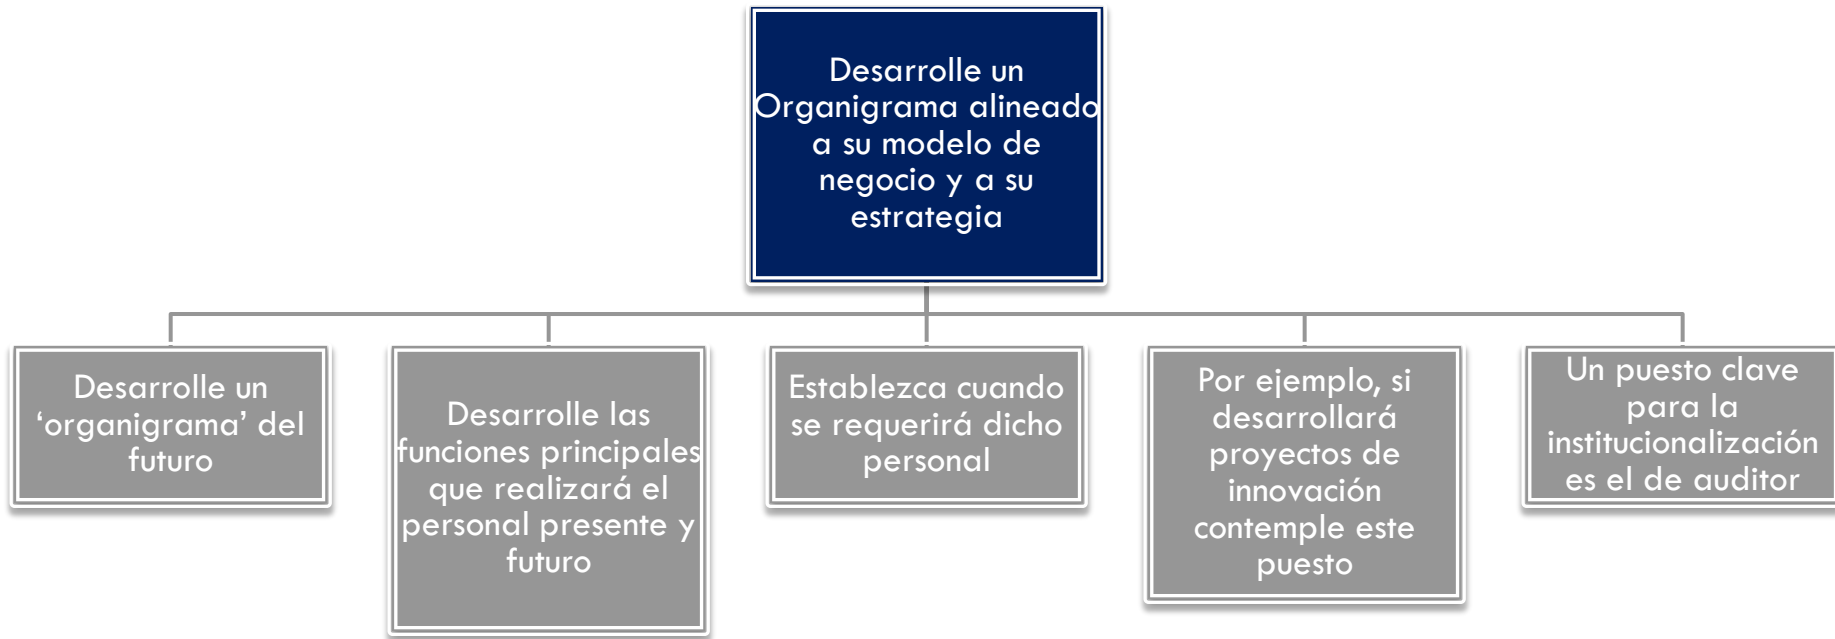 Desarrolle un
Organigrama alineado
a su modelo de
negocio y a su
estrategia
Desarrolle un
‘organigrama’ del
futuro
Desarrolle las
funciones principales
que realizará el
personal presente y
futuro
Establezca cuando
se requerirá dicho
personal
Por ejemplo, si
desarrollará
proyectos de
innovación
contemple este
puesto
Un puesto clave
para la
institucionalización
es el de auditor